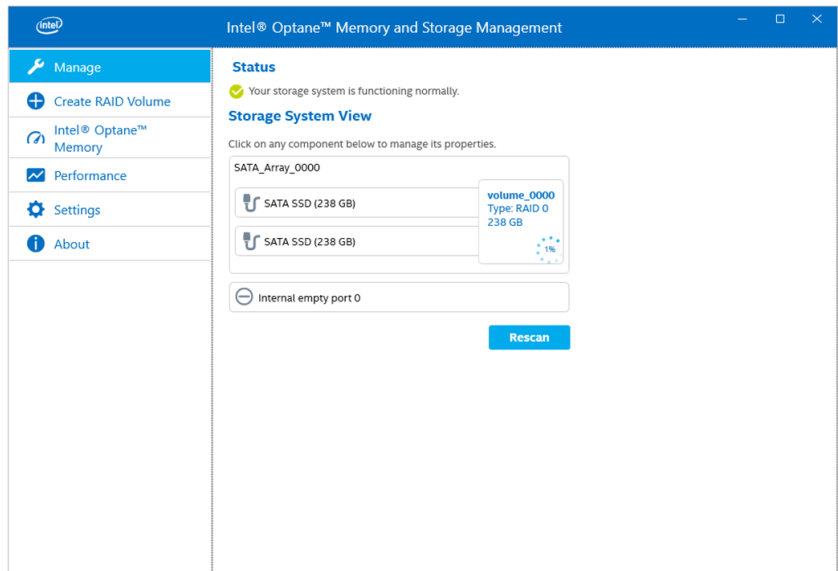 intel
Intel® Optane™ Memory and Storage Management
Manage
Create RAID Volume
Intel® Optane™
Memory
Performance
Settings
About
Status
Your storage system is functioning normally.
Storage System View
Click on any component below to manage its properties.
SATA_Array_0000
SATA SSD (238 GB)
SATA SSD (238 GB)
volume_0000
Type: RAID 0
238 GB
1%
Internal empty port 0
Rescan